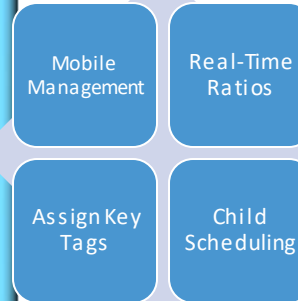 Mobile
Management
Real-Time
Ratios
Assign Key
Tags
Child
Scheduling